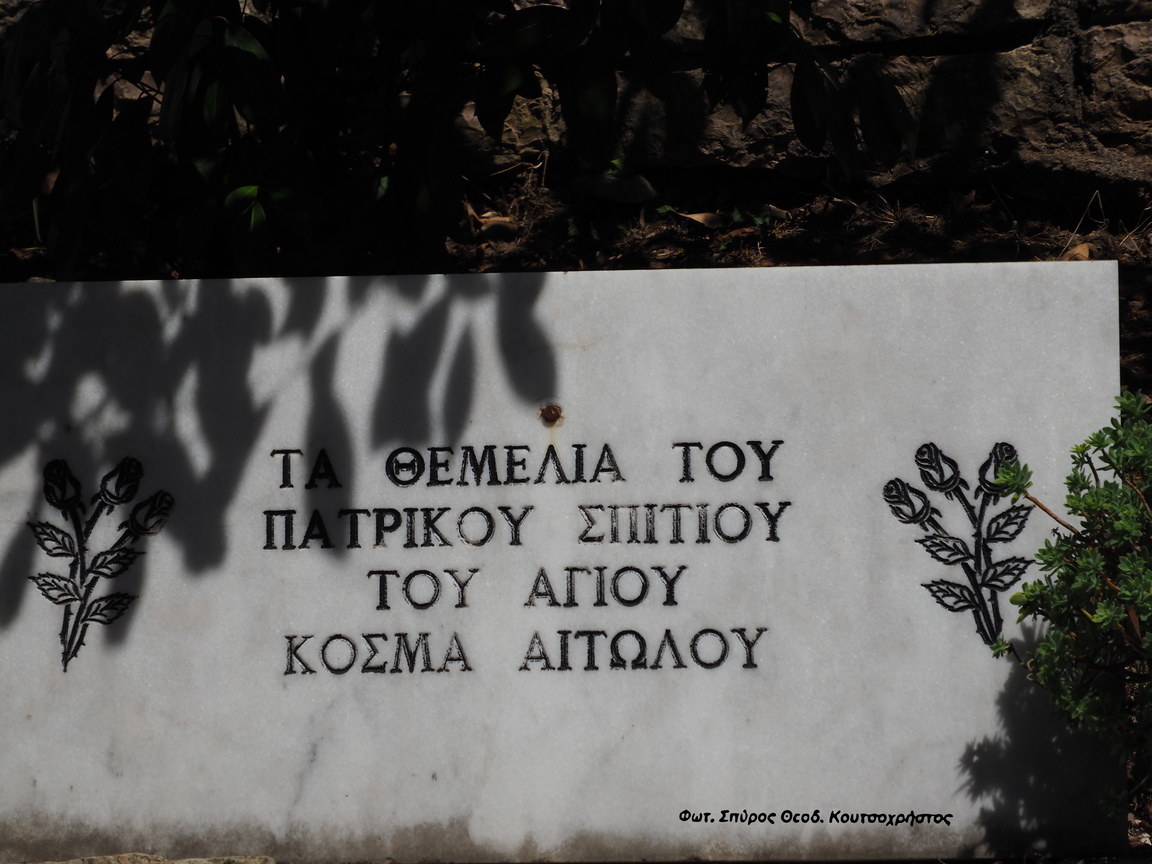 ΤΑ ΘΕΜΕΛΙΑ ΤΟΥ
ΠΑΤΡΙΚΟΥ ΣΠΙΤΙΟΥ
ΤΟΥ ΑΓΙΟΥ
ΚΟΣΜΑ ΑΙΤΩΛΟΥ
Φωτ. Σπύρος Θεοδ. Κουτσοχρήστος